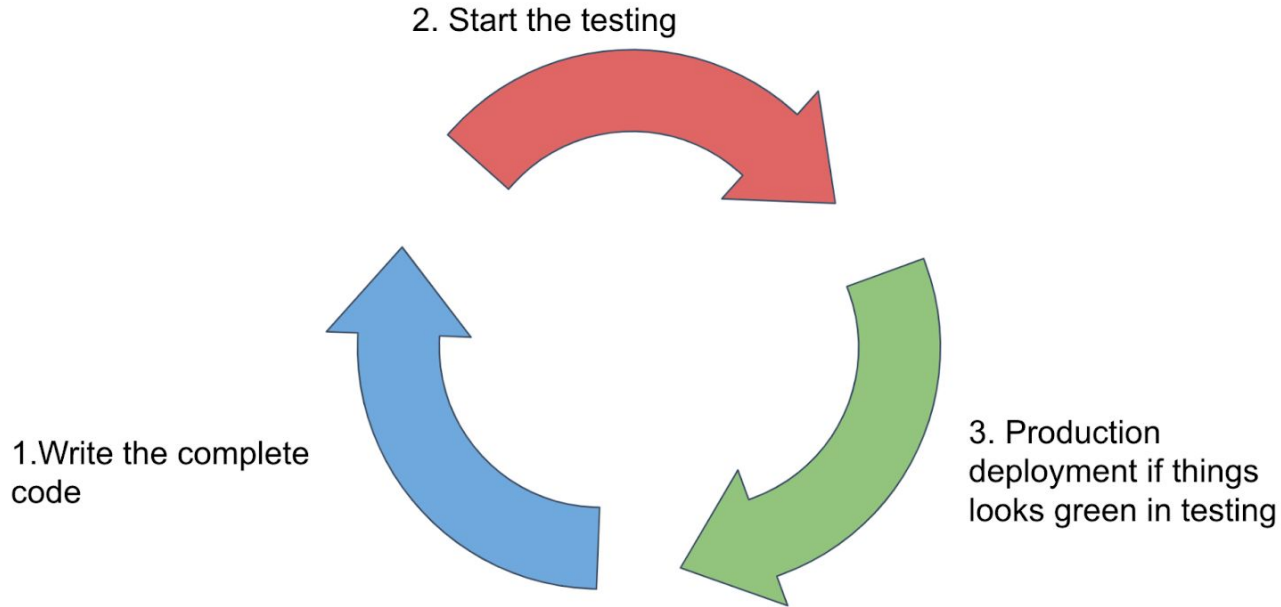 2. Start the testing
1.Write the complete
code
3. Production
deployment if things
looks green in testing